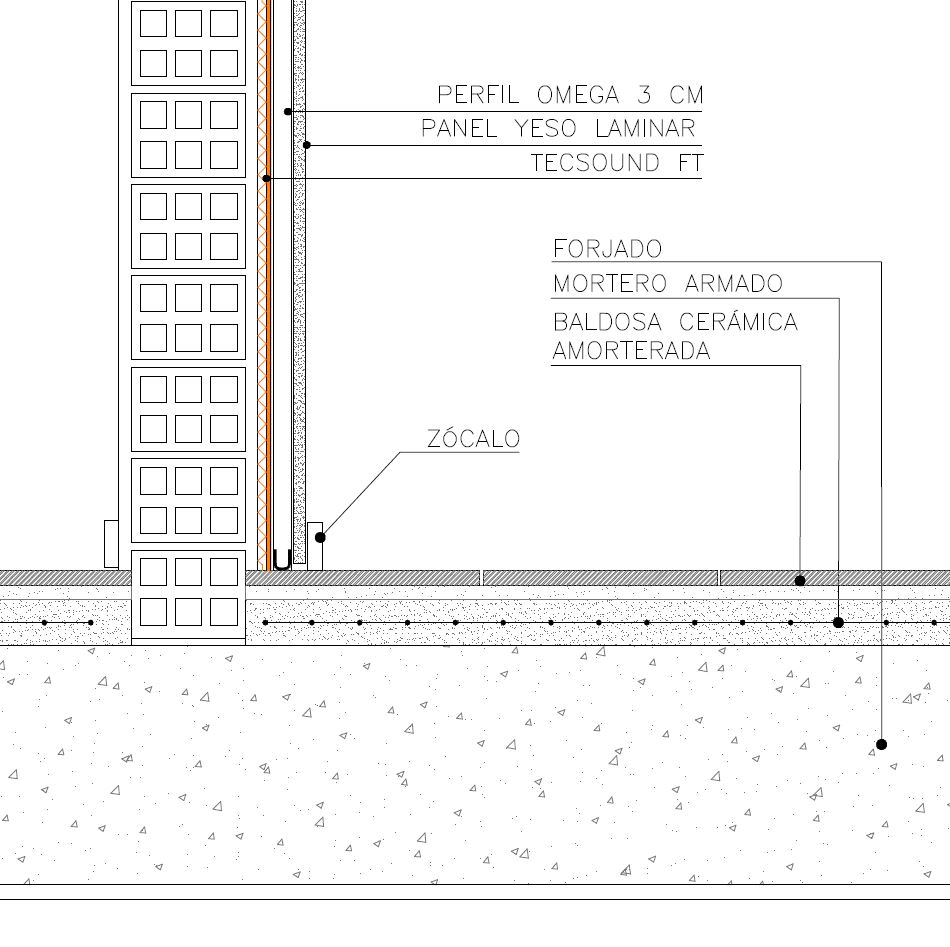 PERFIL OMEGA 3 CM
PANEL YESO LAMINAR
TECSOUND FT
FORJADO
MORTERO ARMADO
BALDOSA CERÁMICA
AMORTERADA
ZÓCALO